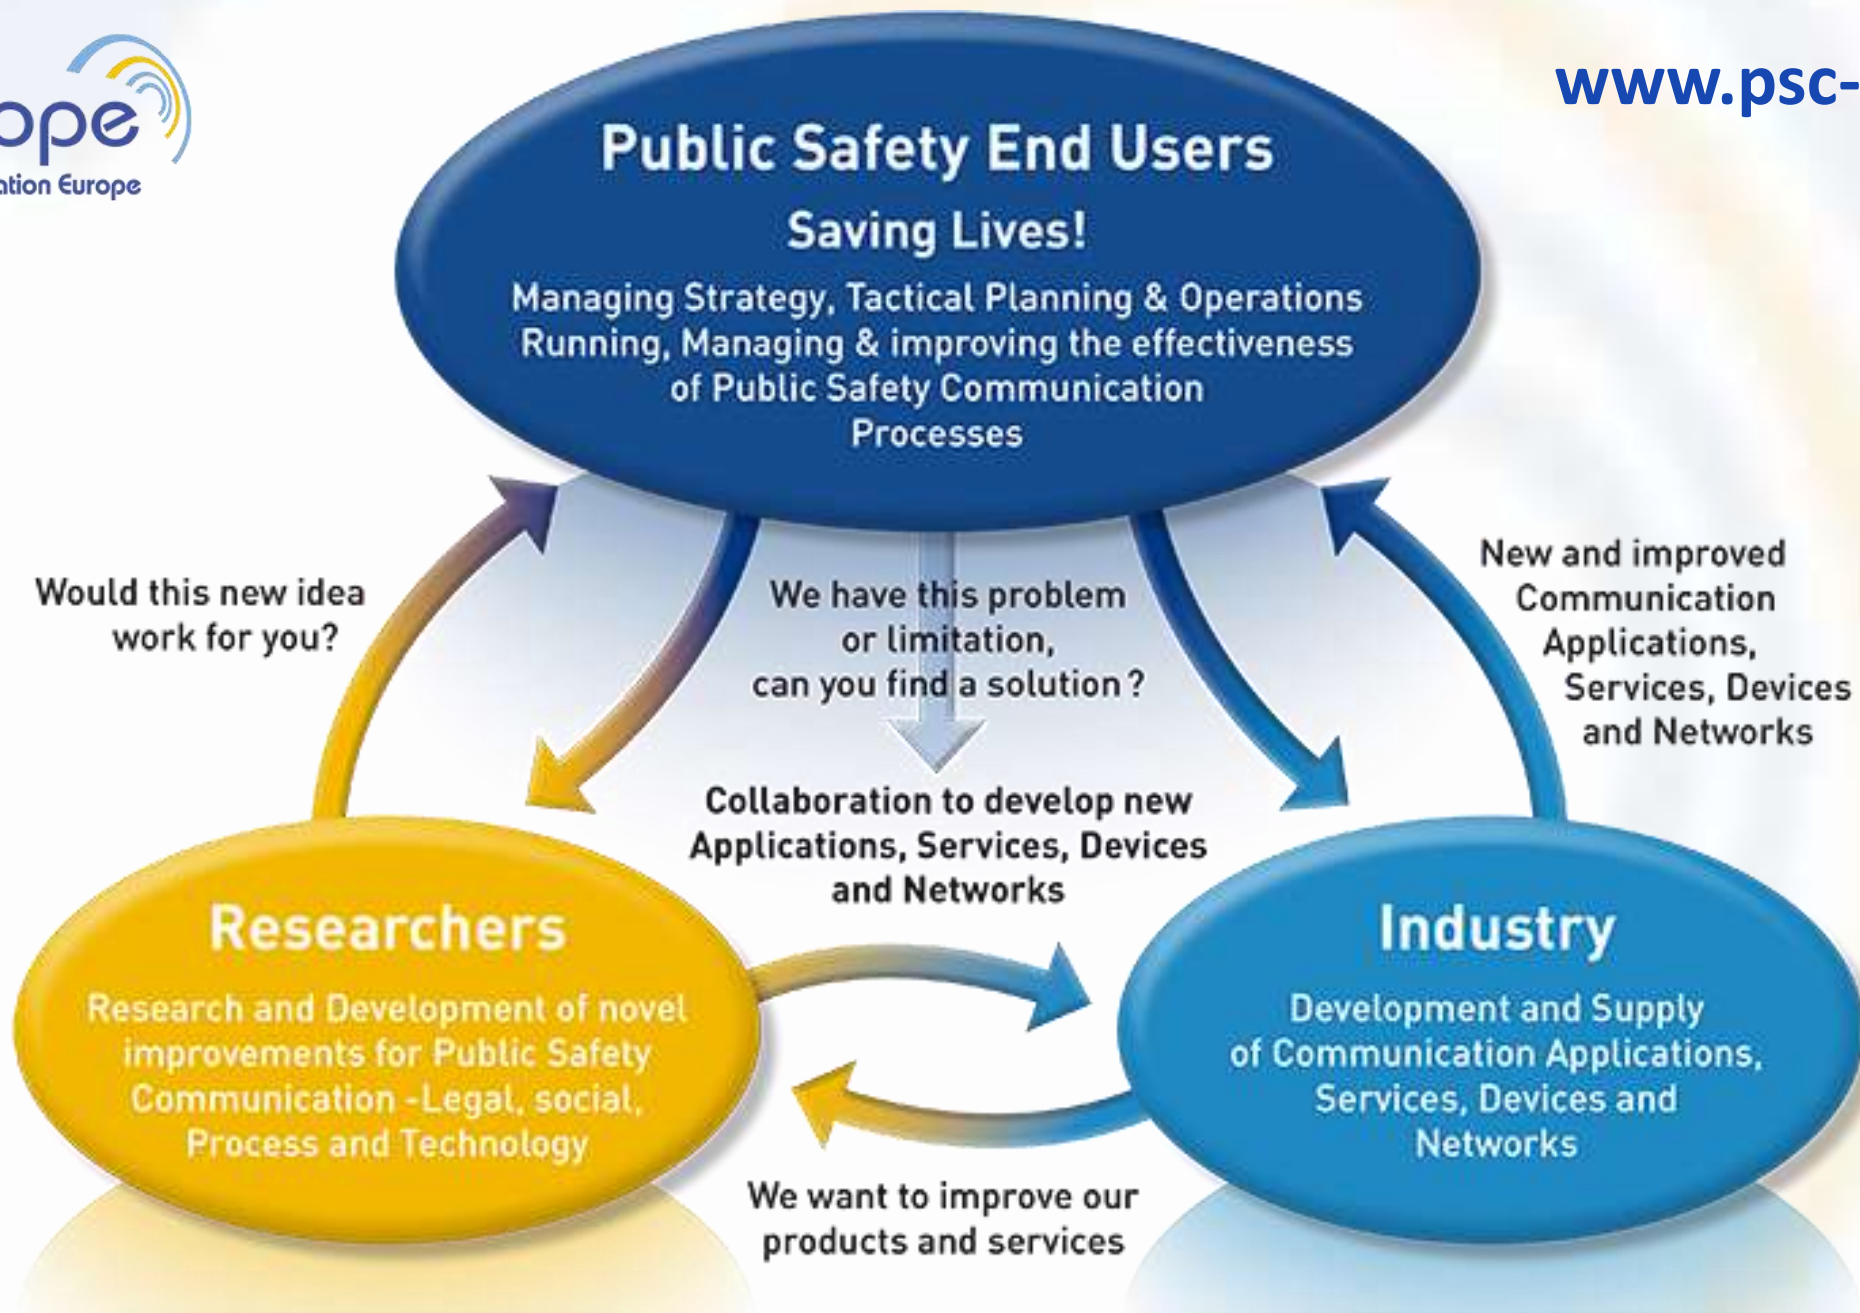 ope
ation Europe
www.psc-
Public Safety End Users
Saving Lives!
Managing Strategy, Tactical Planning & Operations
Running, Managing & improving the effectiveness
of Public Safety Communication
Processes
Would this new idea
work for you?
We have this problem
or limitation,
can you find a solution ?
New and improved
Communication
Applications,
Services, Devices
and Networks
Collaboration to develop new
Applications, Services, Devices
and Networks
Researchers
Research and Development of novel
improvements for Public Safety
Communication -Legal, social,
Process and Technology
Industry
Development and Supply
of Communication Applications,
Services, Devices and
Networks
We want to improve our
products and services